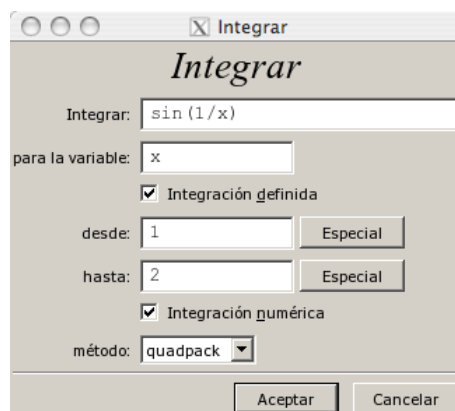 Integrar
Integrar
Integrar: sin(1/x)
para la variable: x
Integración definida
desde: 1 Especial
hasta: 2 Especial
Integración numérica
método: quadpack
Aceptar Cancelar